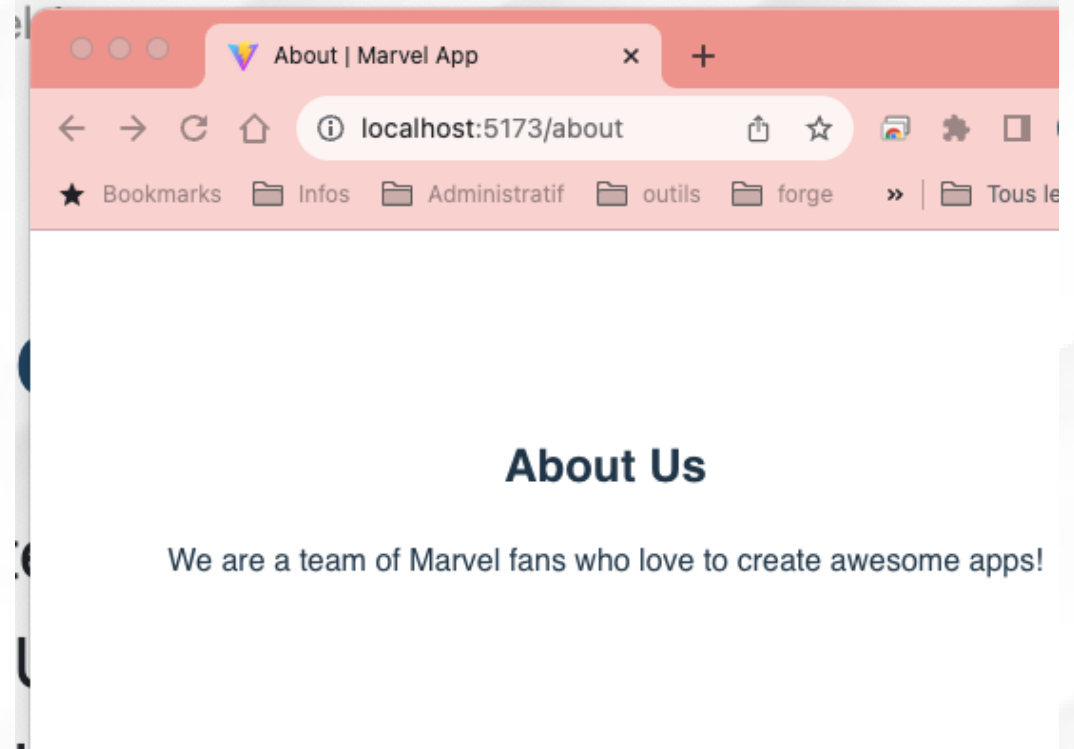 About | Marvel App
localhost:5173/about
Bookmarks Infos Administratif outils forge » Tous le
About Us
We are a team of Marvel fans who love to create awesome apps!